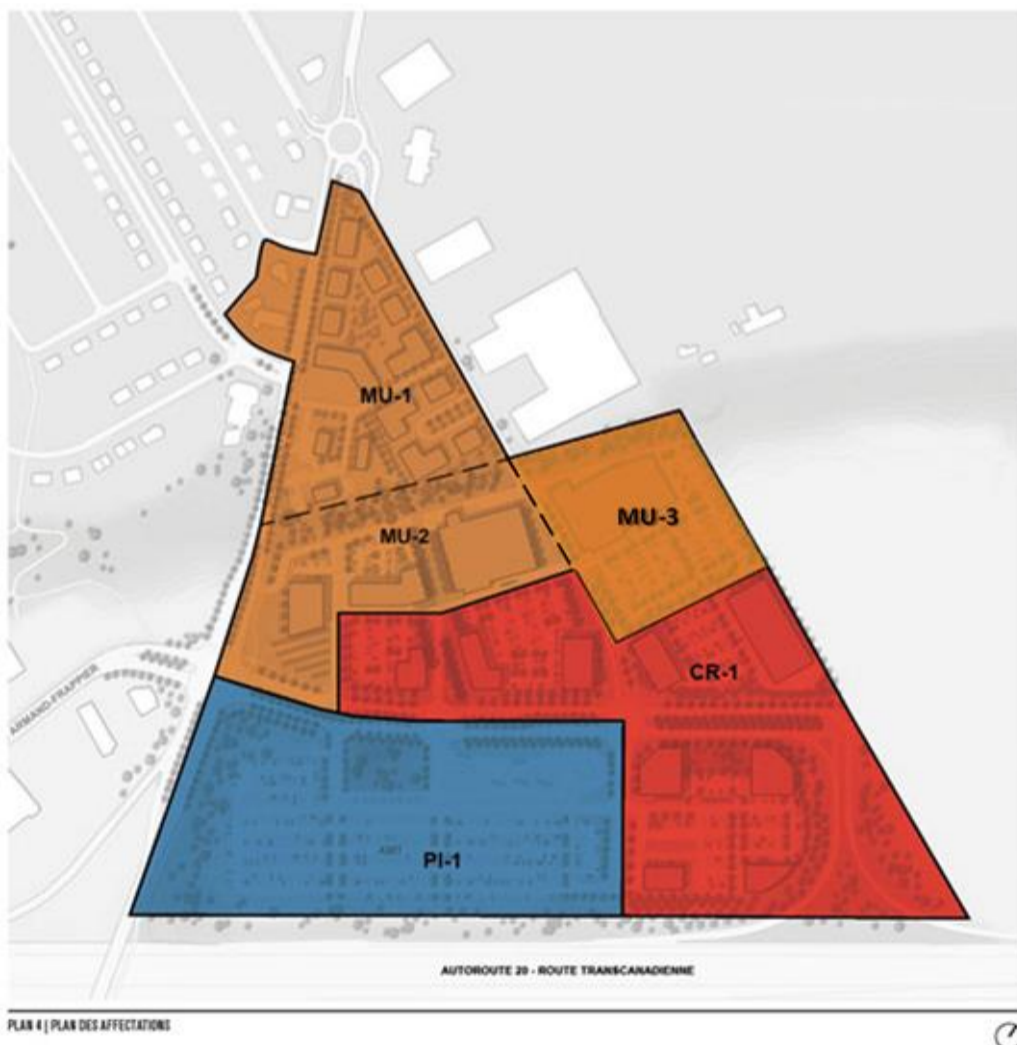 MU-1
MU-3
MU-2
CR-1
ARMAND-FRAPPIER
PI-1
AUTOROUTE 20 - ROUTE TRANSCANADIENNE
PLAN 4 | PLAN DES AFFECTATIONS